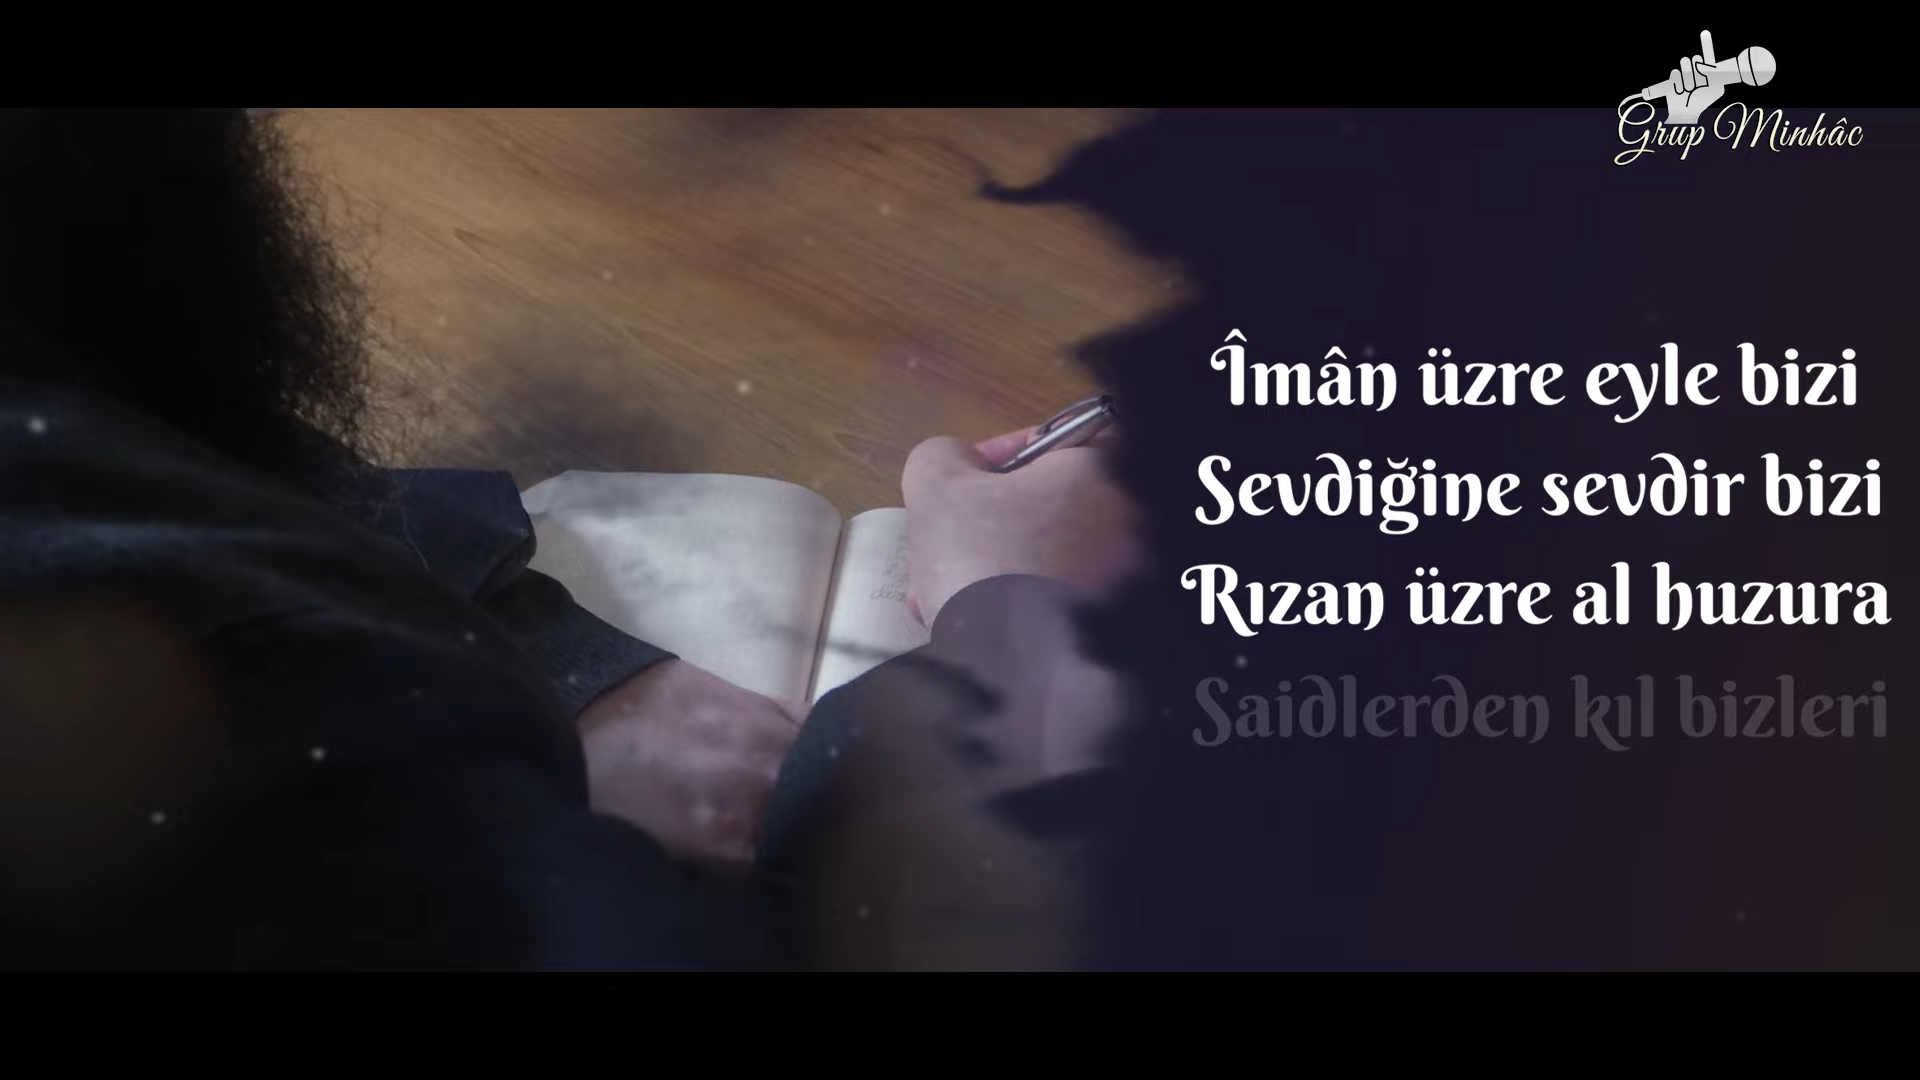 Grup Minhâc
Îmân üzre eyle bizi
Sevdiğine sevdir bizi
Rızan üzre al huzura
Saidlerden kıl bizleri